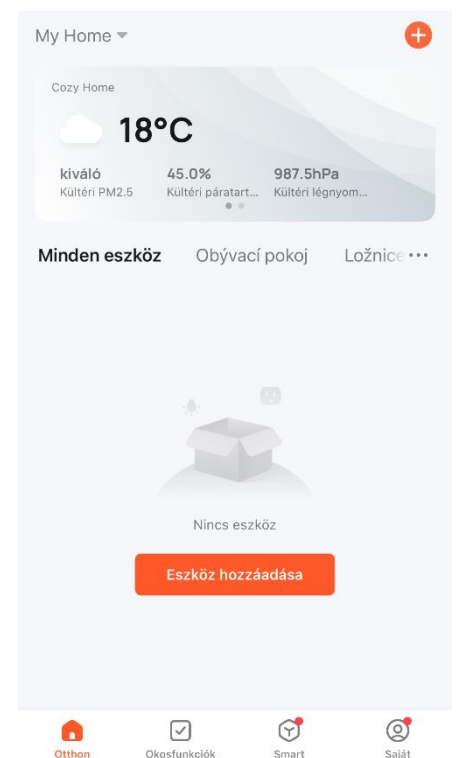 My Home
Cozy Home
18°C
kiváló 45.0% 987.5hPa
Kültéri PM2.5 Kültéri páratart... Kültéri légnyom...
Minden eszköz Obývací pokoj Ložnice
Nincs eszköz
Eszköz hozzáadása
Otthon Okosfunkciók Smart Saját